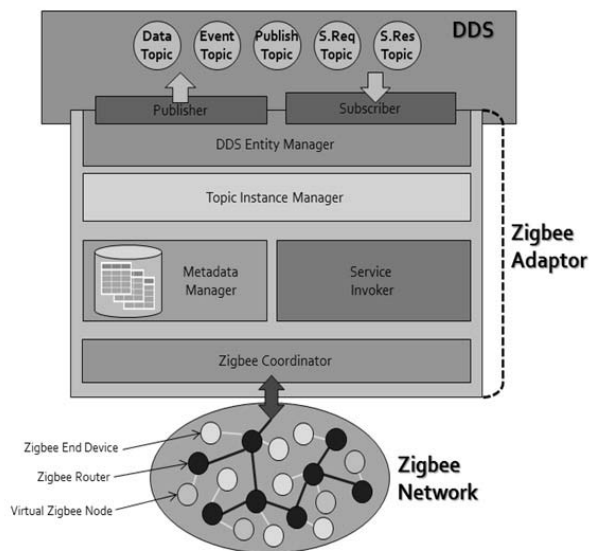 DDS
Data
Topic
Event
Topic
Publish
Topic
S.Req
Topic
S.Res
Topic
Publisher
Subscriber
DDS Entity Manager
Topic Instance Manager
Metadata
Manager
Service
Invoker
Zigbee
Adaptor
Zigbee Coordinator
Zigbee End Device
Zigbee Router
Virtual Zigbee Node
Zigbee
Network